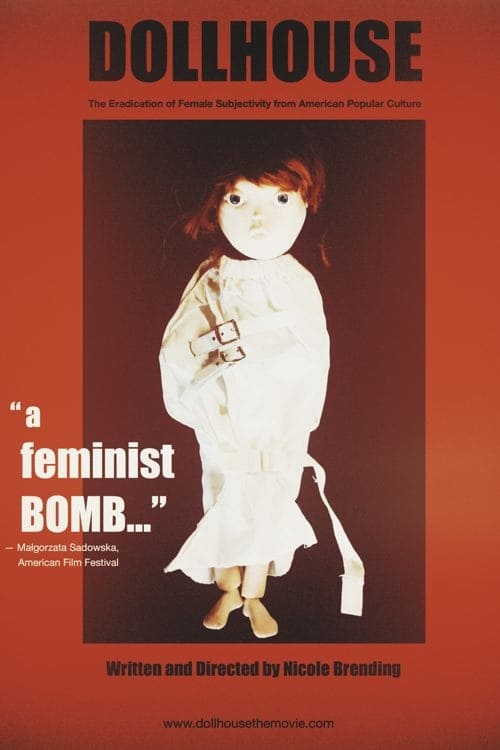 DOLLHOUSE
The Eradication of Female Subjectivity from American Popular Culture
“a
feminist
BOMB...”
— Małgorzata Sadowska,
American Film Festival
Written and Directed by Nicole Brending
www.dollhousethemovie.com